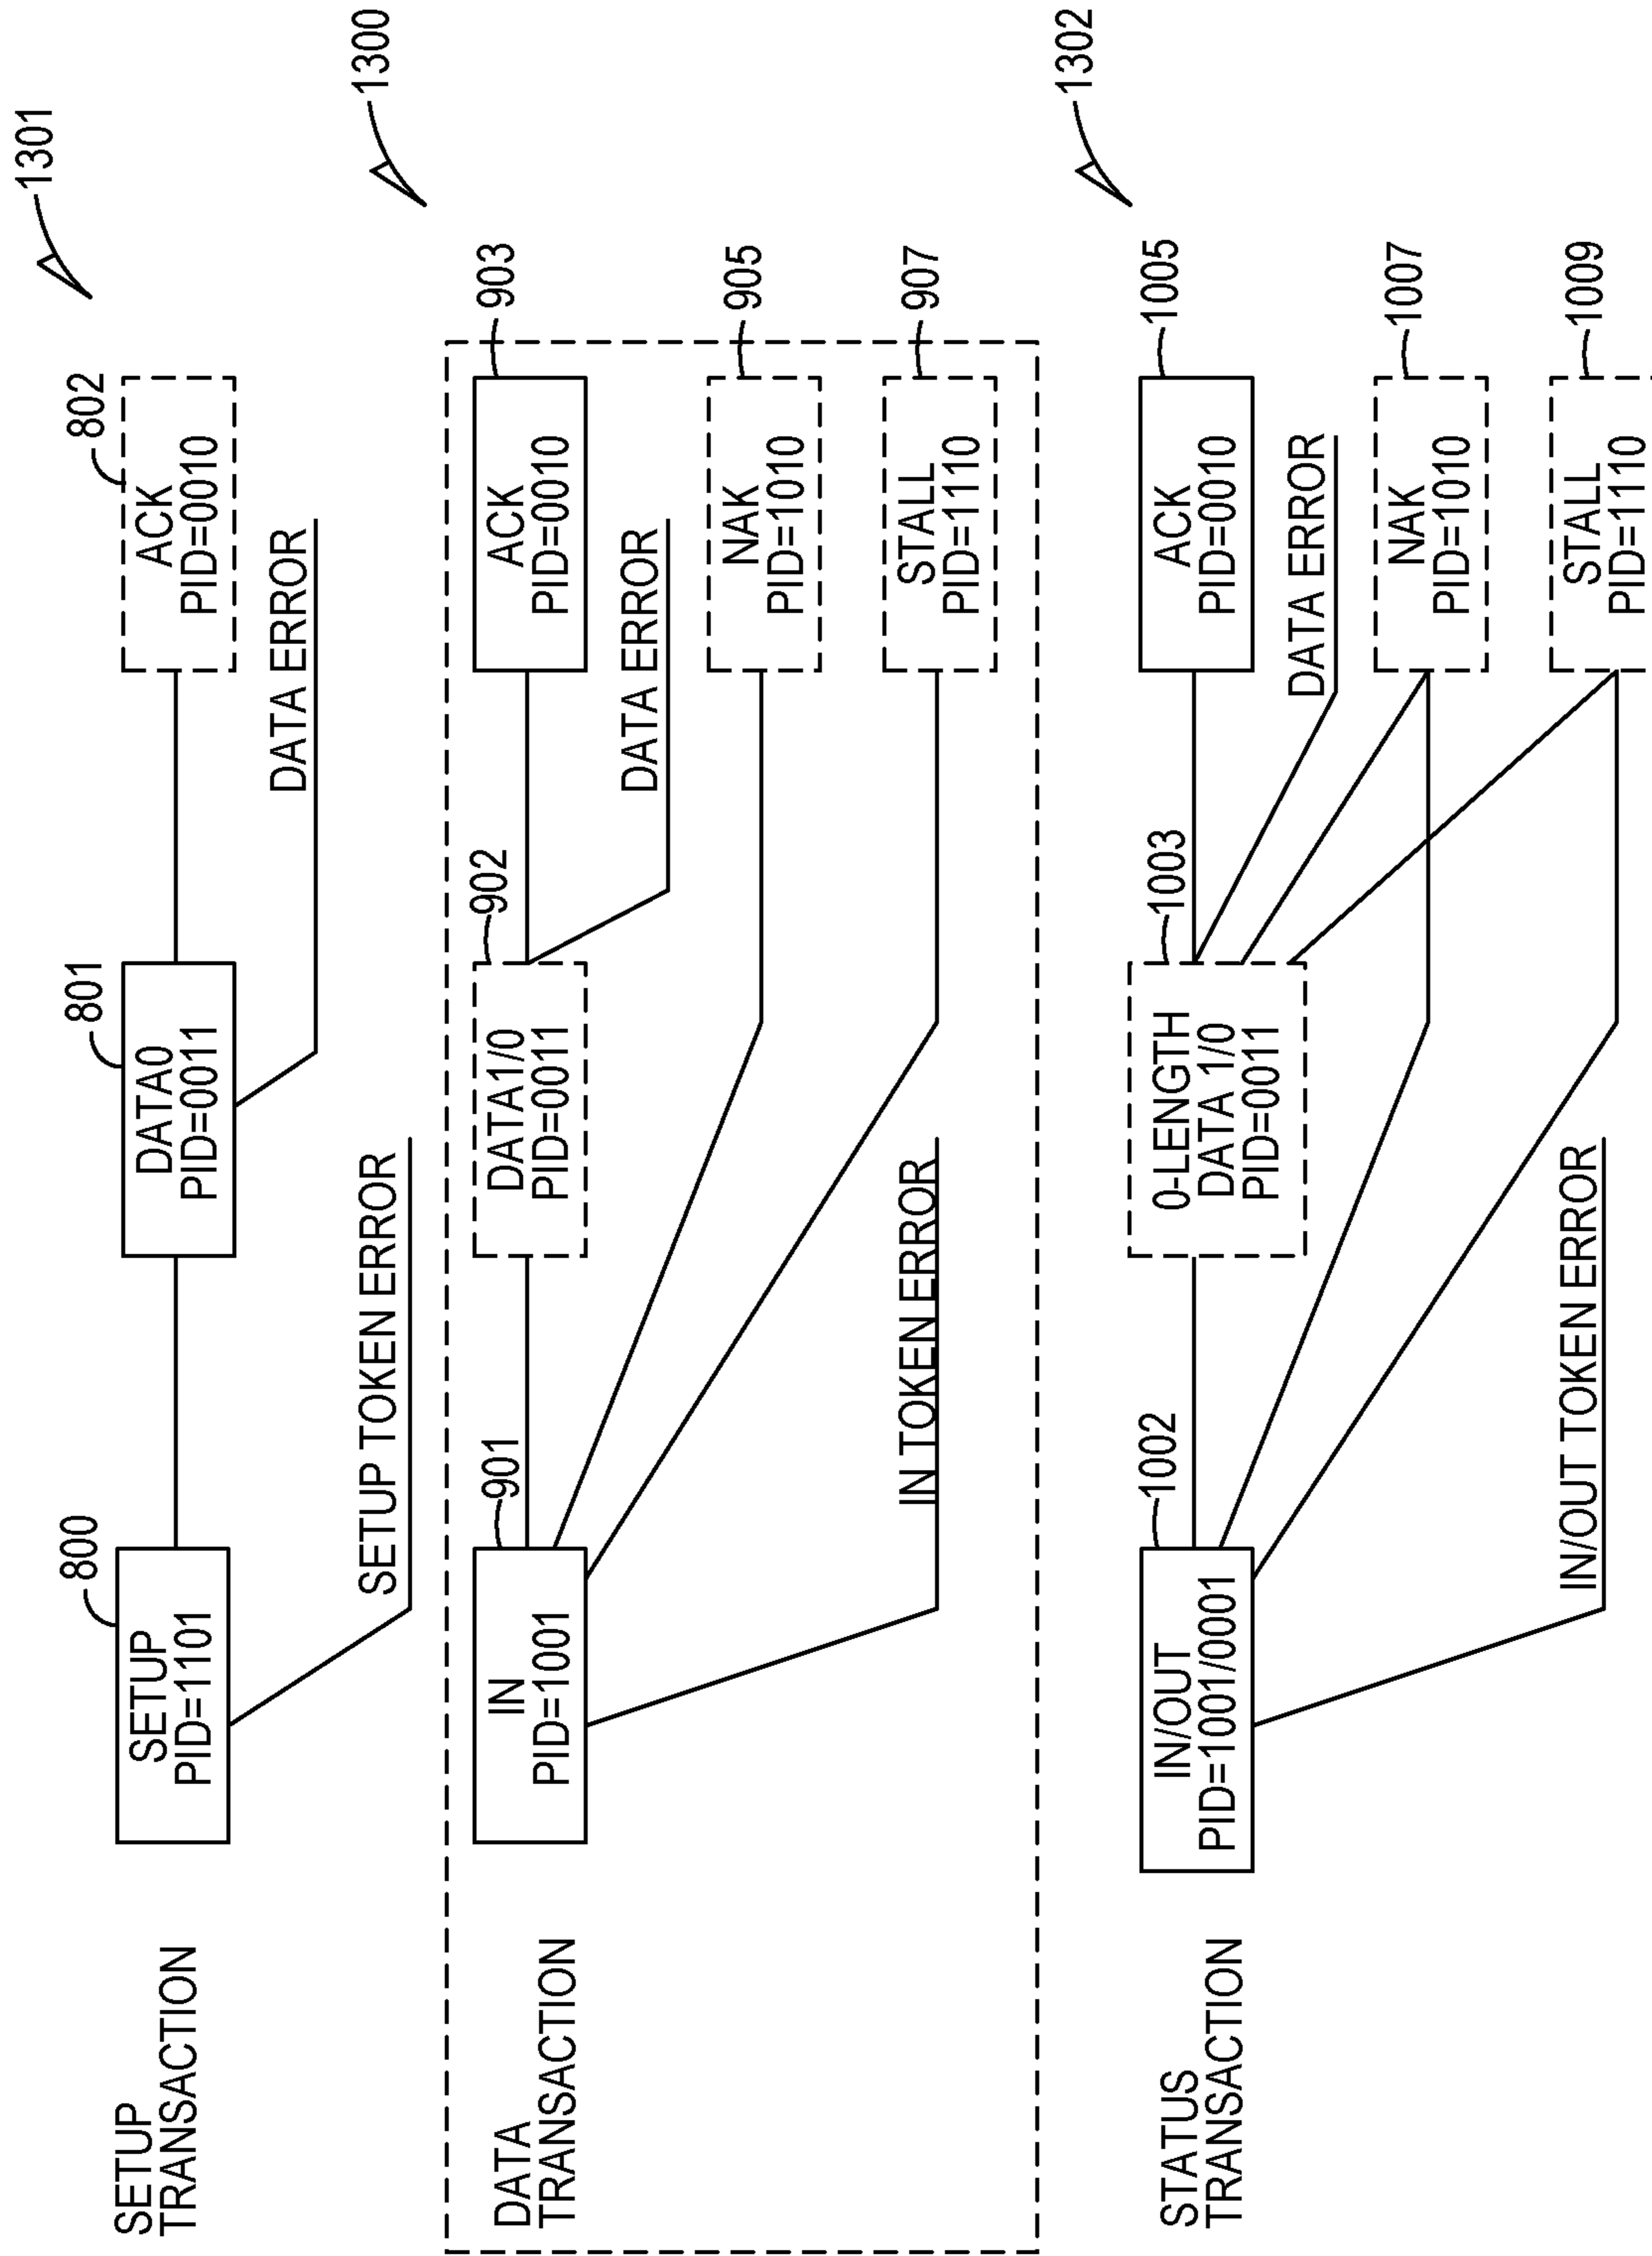 1301
SETUP
TRANSACTION
800
SETUP
PID=1101
801
DATA0
PID=0011
802
ACK
PID=0010
DATA ERROR
SETUP TOKEN ERROR
1300
DATA
TRANSACTION
901
IN
PID=1001
902
DATA1/0
PID=0011
903
ACK
PID=0010
DATA ERROR
905
NAK
PID=1010
907
STALL
PID=1110
IN TOKEN ERROR
1302
STATUS
TRANSACTION
1002
IN/OUT
PID=1001/0001
1003
0-LENGTH
DATA 1/0
PID=0011
1005
ACK
PID=0010
DATA ERROR
1007
NAK
PID=1010
1009
STALL
PID=1110
IN/OUT TOKEN ERROR